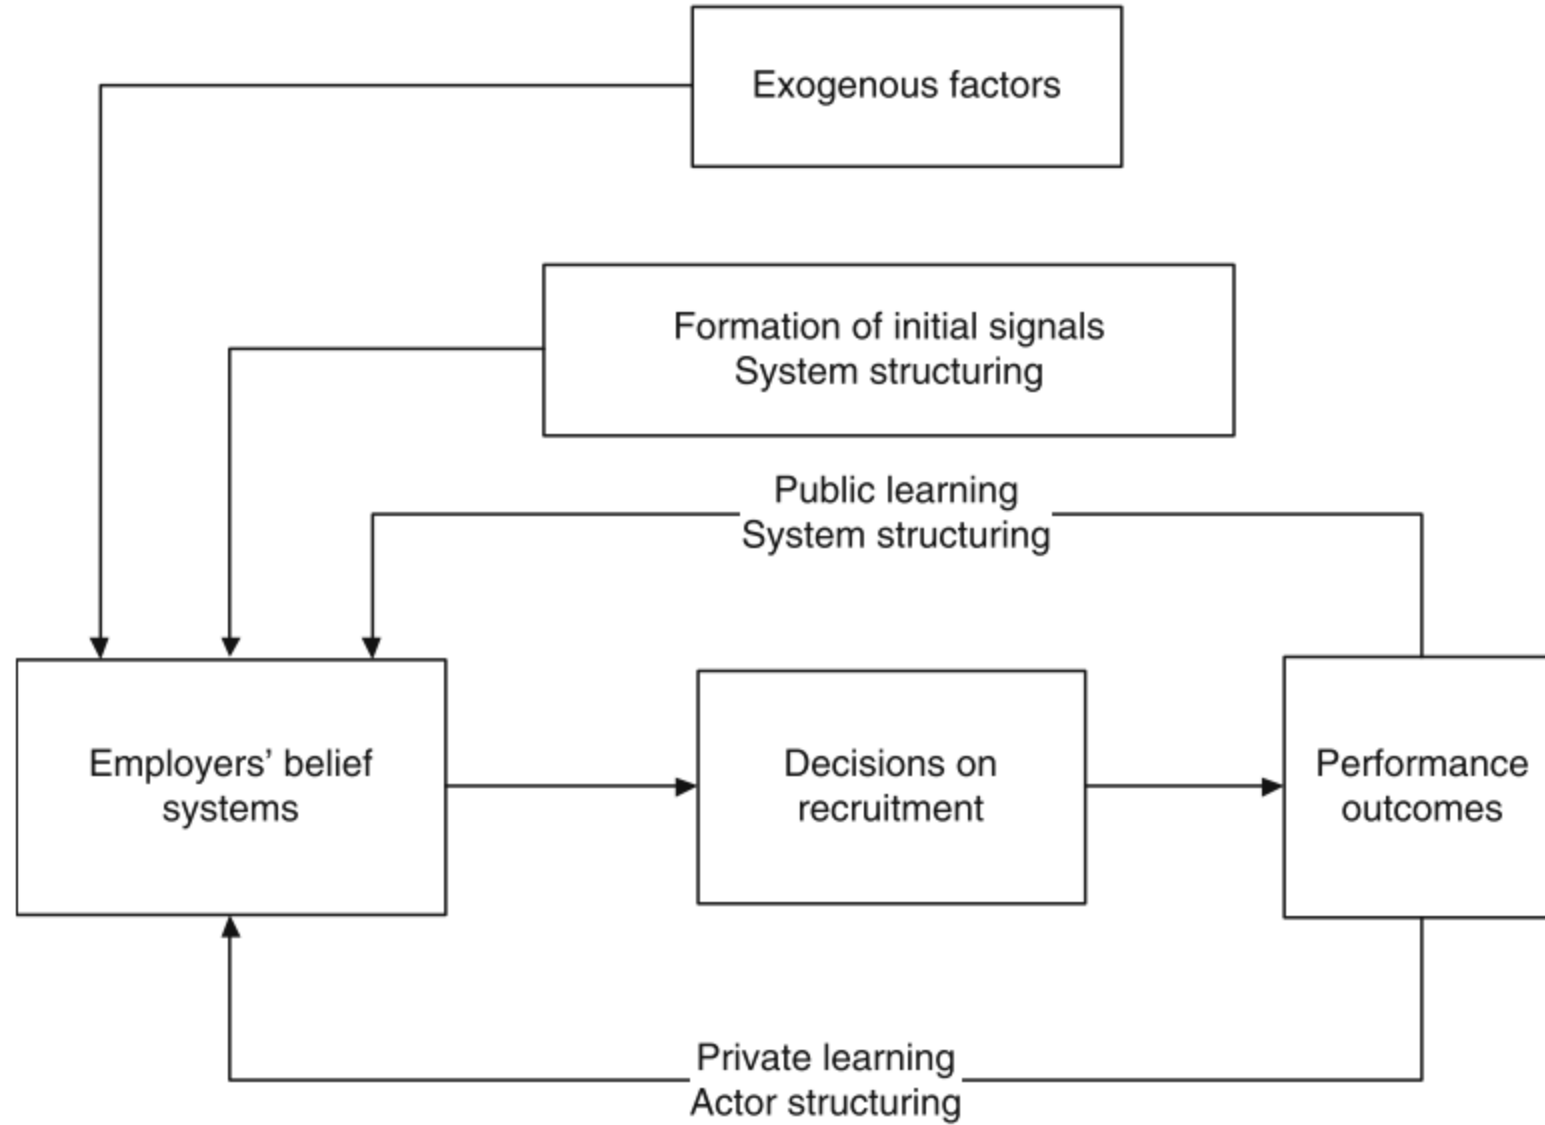 Exogenous factors
Formation of initial signals
System structuring
Public learning
System structuring
Employers’ belief
systems
Decisions on
recruitment
Performance
outcomes
Private learning
Actor structuring